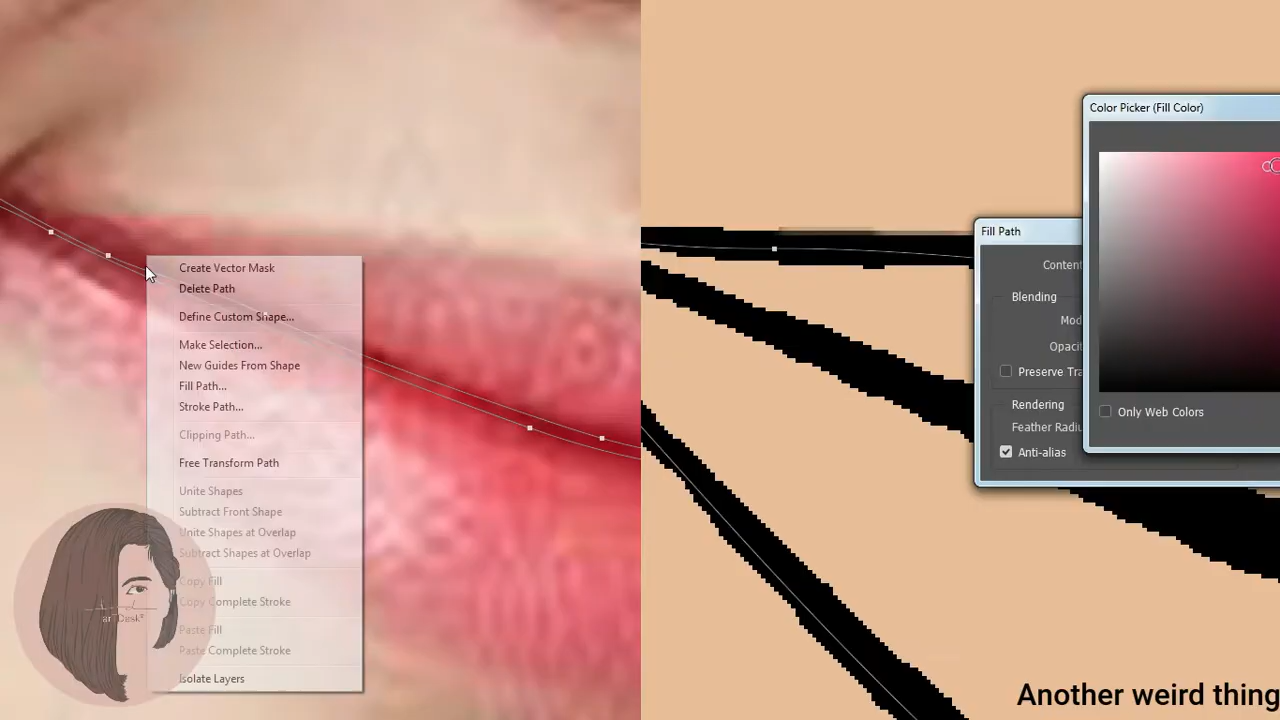 Create Vector Mask
Delete Path
Define Custom Shape...
Make Selection...
New Guides From Shape
Fill Path...
Stroke Path...
Clipping Path...
Free Transform Path
Unite Shapes
Subtract Front Shape
Unite Shapes at Overlap
Subtract Shapes at Overlap
Copy Fill
Copy Complete Stroke
Paste Fill
Paste Complete Stroke
Isolate Layers
Color Picker (Fill Color)
Only Web Colors
Fill Path
Blending
Preserve
Rendering
Feather
Anti-alias
Another weird thing